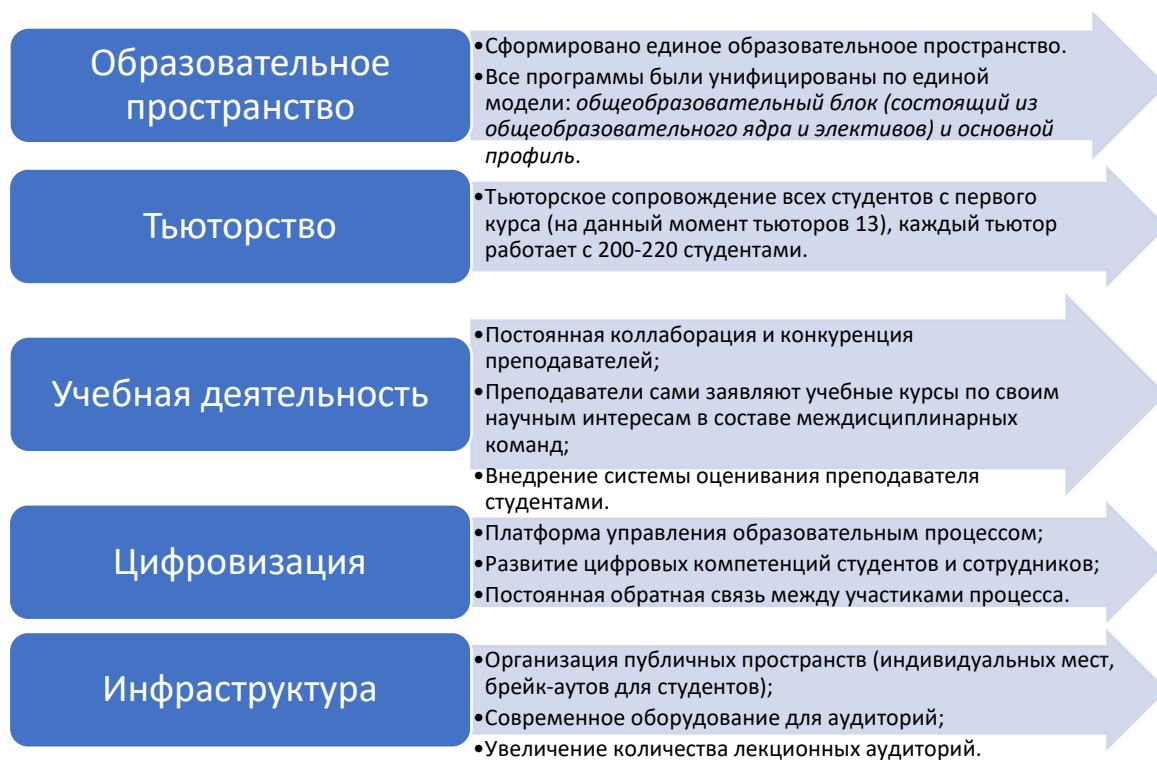 Образовательное
пространство
•Сформировано единое образовательноое пространство.
•Все программы были унифицированы по единой
модели: общеобразовательный блок (состоящий из
общеобразовательного ядра и элективов) и основной
профиль.
Тьюторство
•Тьюторское сопровождение всех студентов с первого
курса (на данный момент тьюторов 13), каждый тьютор
работает с 200-220 студентами.
Учебная деятельность
•Постоянная коллаборация и конкуренция
преподавателей;
•Преподаватели сами заявляют учебные курсы по своим
научным интересам в составе междисциплинарных
команд;
•Внедрение системы оценивания преподавателя
студентами.
Цифровизация
•Платформа управления образовательным процессом;
•Развитие цифровых компетенций студентов и сотрудников;
•Постоянная обратная связь между участиками процесса.
Инфраструктура
•Организация публичных пространств (индивидуальных мест,
брейк-аутов для студентов);
•Современное оборудование для аудиторий;
•Увеличение количества лекционных аудиторий.